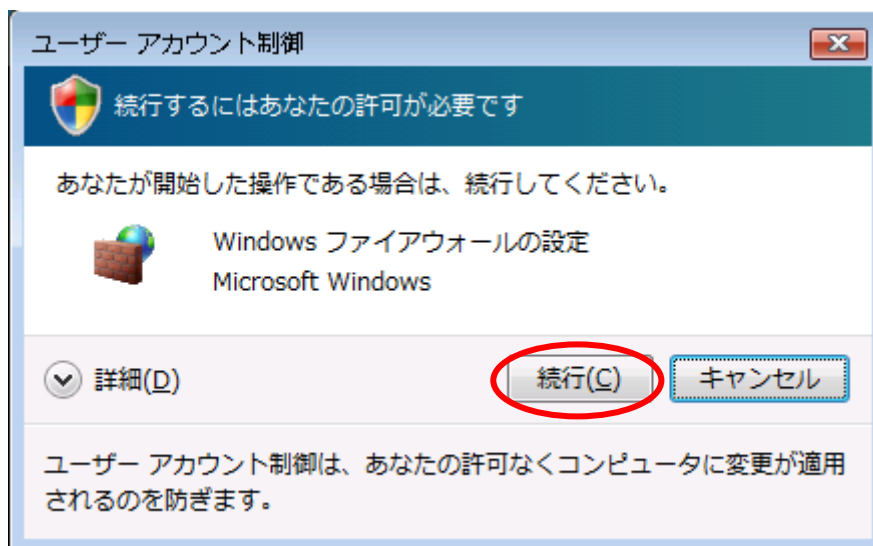 ユーザー アカウント制御
続行するにはあなたの許可が必要です
あなたが開始した操作である場合は、続行してください。
Windows ファイアウォールの設定
Microsoft Windows
詳細(D) 続行(C) キャンセル
ユーザー アカウント制御は、あなたの許可なくコンピュータに変更が適用
されるのを防ぎます。